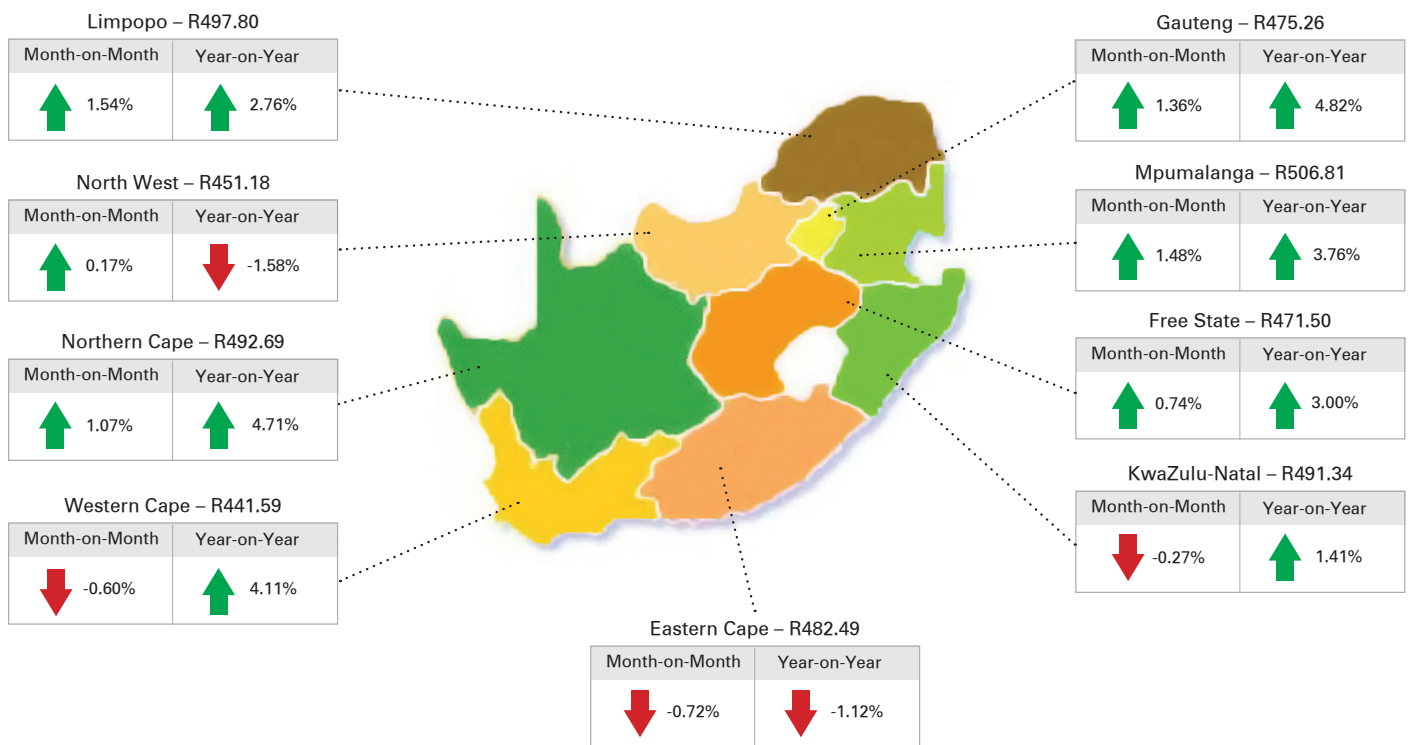 Limpopo – R497.80
Month-on-Month Year-on-Year
1.54% 2.76%
North West – R451.18
Month-on-Month Year-on-Year
0.17% -1.58%
Northern Cape – R492.69
Month-on-Month Year-on-Year
1.07% 4.71%
Western Cape – R441.59
Month-on-Month Year-on-Year
-0.60% 4.11%
Eastern Cape – R482.49
Month-on-Month Year-on-Year
-0.72% -1.12%
Gauteng – R475.26
Month-on-Month Year-on-Year
1.36% 4.82%
Mpumalanga – R506.81
Month-on-Month Year-on-Year
1.48% 3.76%
Free State – R471.50
Month-on-Month Year-on-Year
0.74% 3.00%
KwaZulu-Natal – R491.34
Month-on-Month Year-on-Year
-0.27% 1.41%